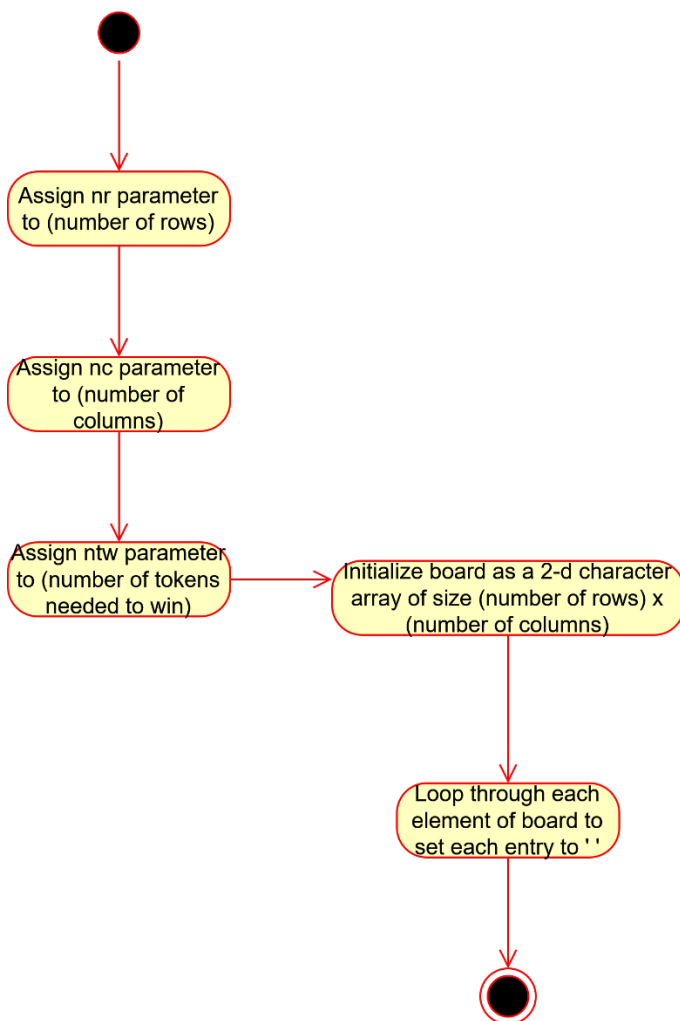 Assign nr parameter
to (number of rows)
Assign nc parameter
to (number of
columns)
Assign ntw parameter
to (number of tokens
needed to win)
Initialize board as a 2-d character
array of size (number of rows) x
(number of columns)
Loop through each
element of board to
set each entry to ' '